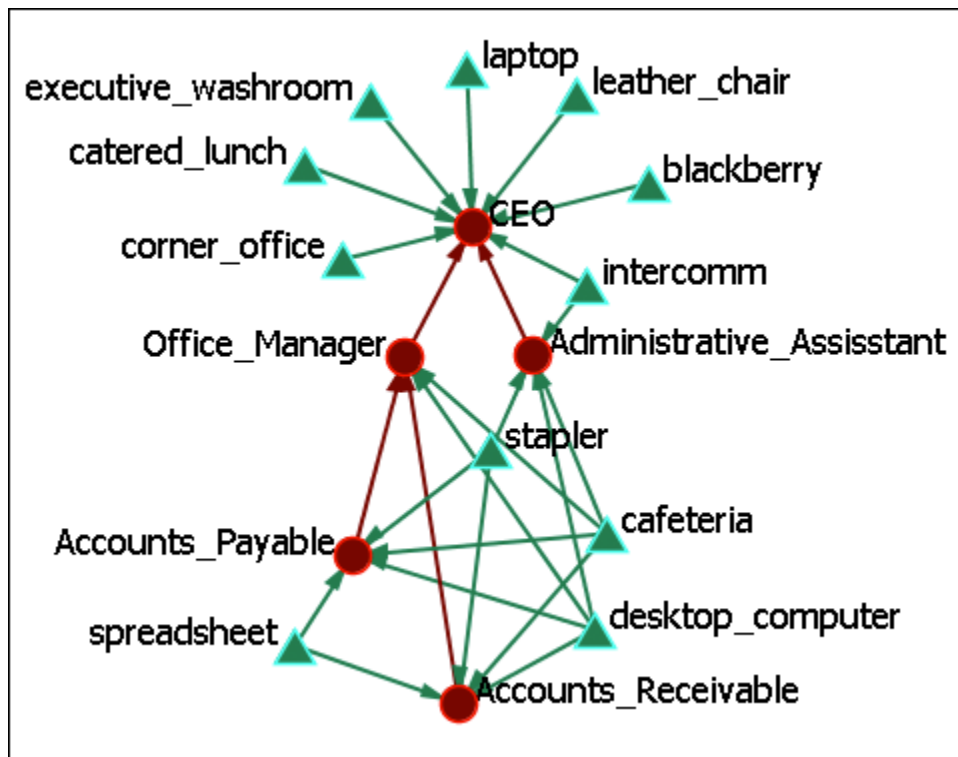 laptop
executive_washroom
leather_chair
catered_lunch
blackberry
CEO
corner_office
intercomm
Office_Manager
Administrative_Assisstant
stapler
cafeteria
Accounts_Payable
desktop_computer
spreadsheet
Accounts_Receivable